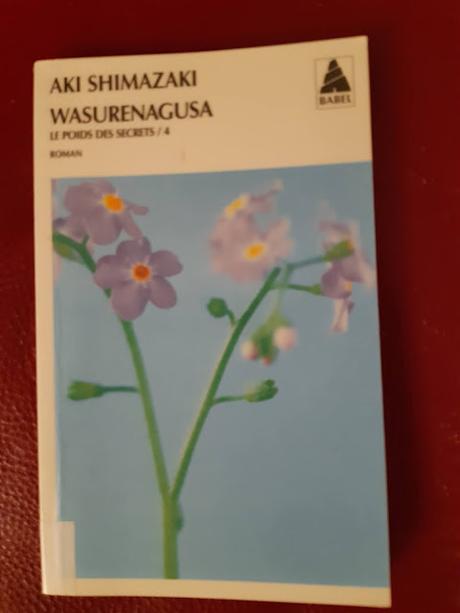 AKI SHIMAZAKI
WASURENAGUSA
LE POIDS DES SECRETS / 4
ROMAN
BABEL